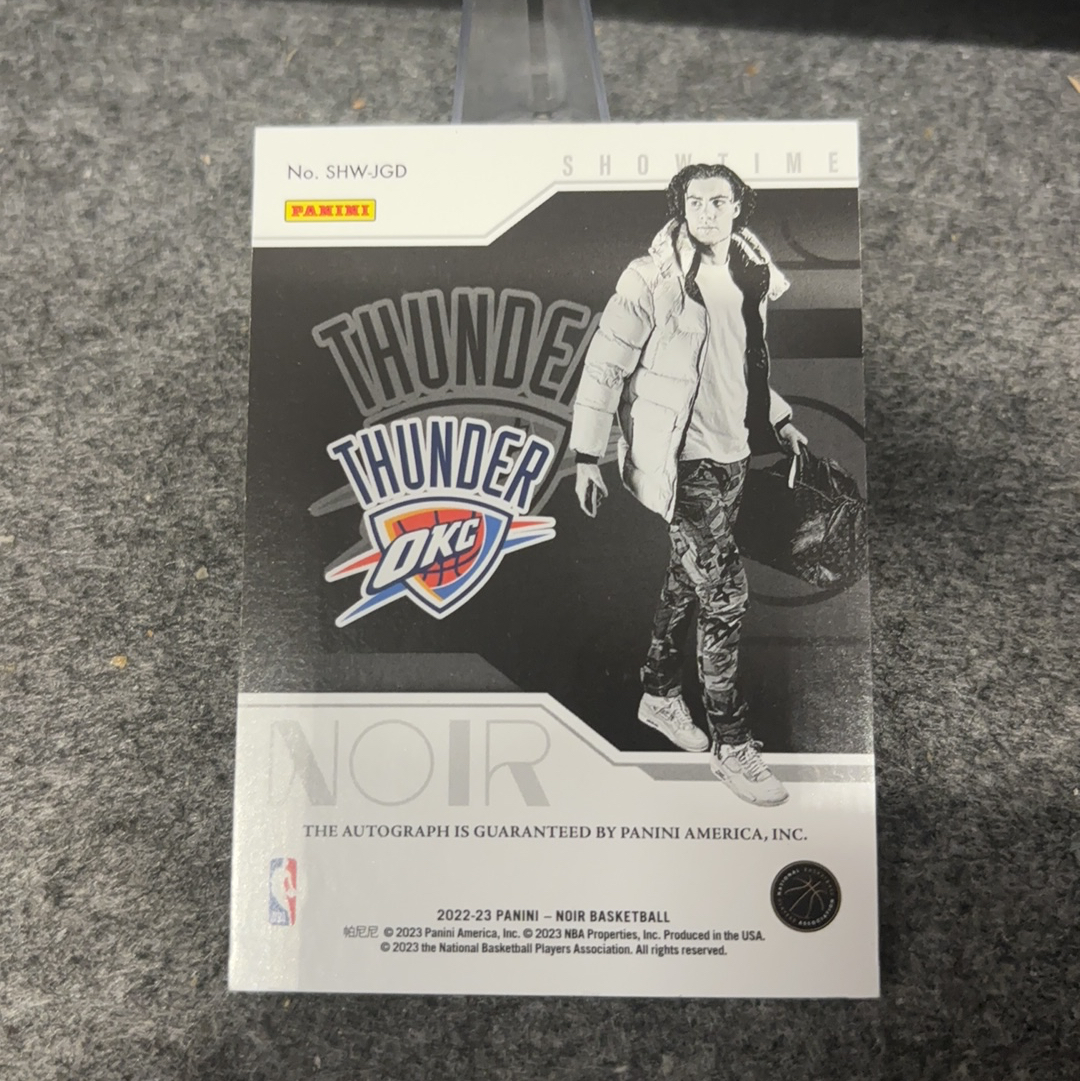 No. SHW-JGD
SHOWTIME
PANINI
THUNDER
THUNDER
OKC
NOIR
THE AUTOGRAPH IS GUARANTEED BY PANINI AMERICA, INC.
2022-23 PANINI – NOIR BASKETBALL
帕尼尼 © 2023 Panini America, Inc. © 2023 NBA Properties, Inc. Produced in the USA.
© 2023 the National Basketball Players Association. All rights reserved.